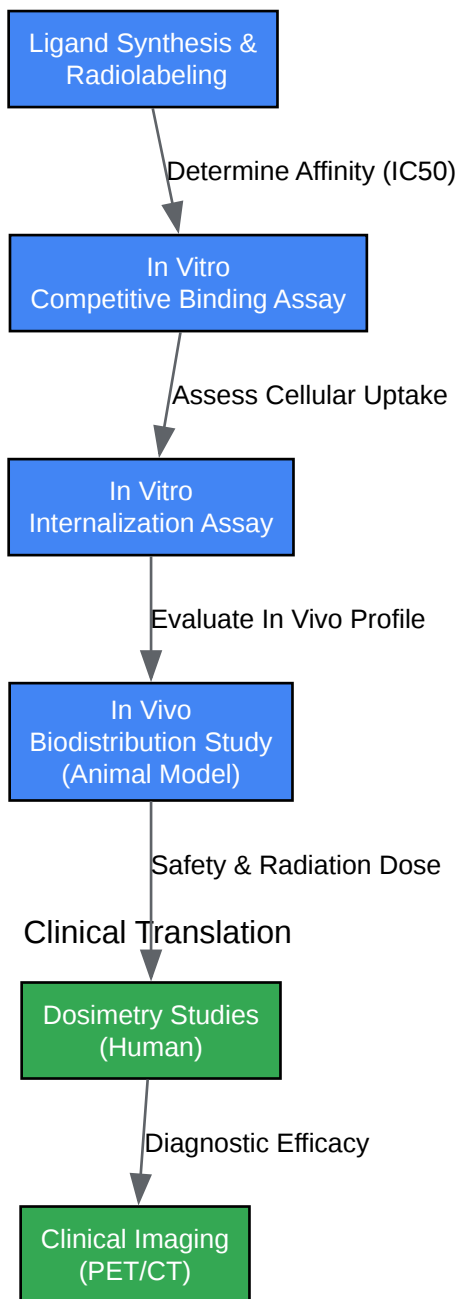 Ligand Synthesis &
Radiolabeling
Determine Affinity (IC50)
In Vitro
Competitive Binding Assay
Assess Cellular Uptake
In Vitro
Internalization Assay
Evaluate In Vivo Profile
In Vivo
Biodistribution Study
(Animal Model)
Safety & Radiation Dose
Clinical Translation
Dosimetry Studies
(Human)
Diagnostic Efficacy
Clinical Imaging
(PET/CT)